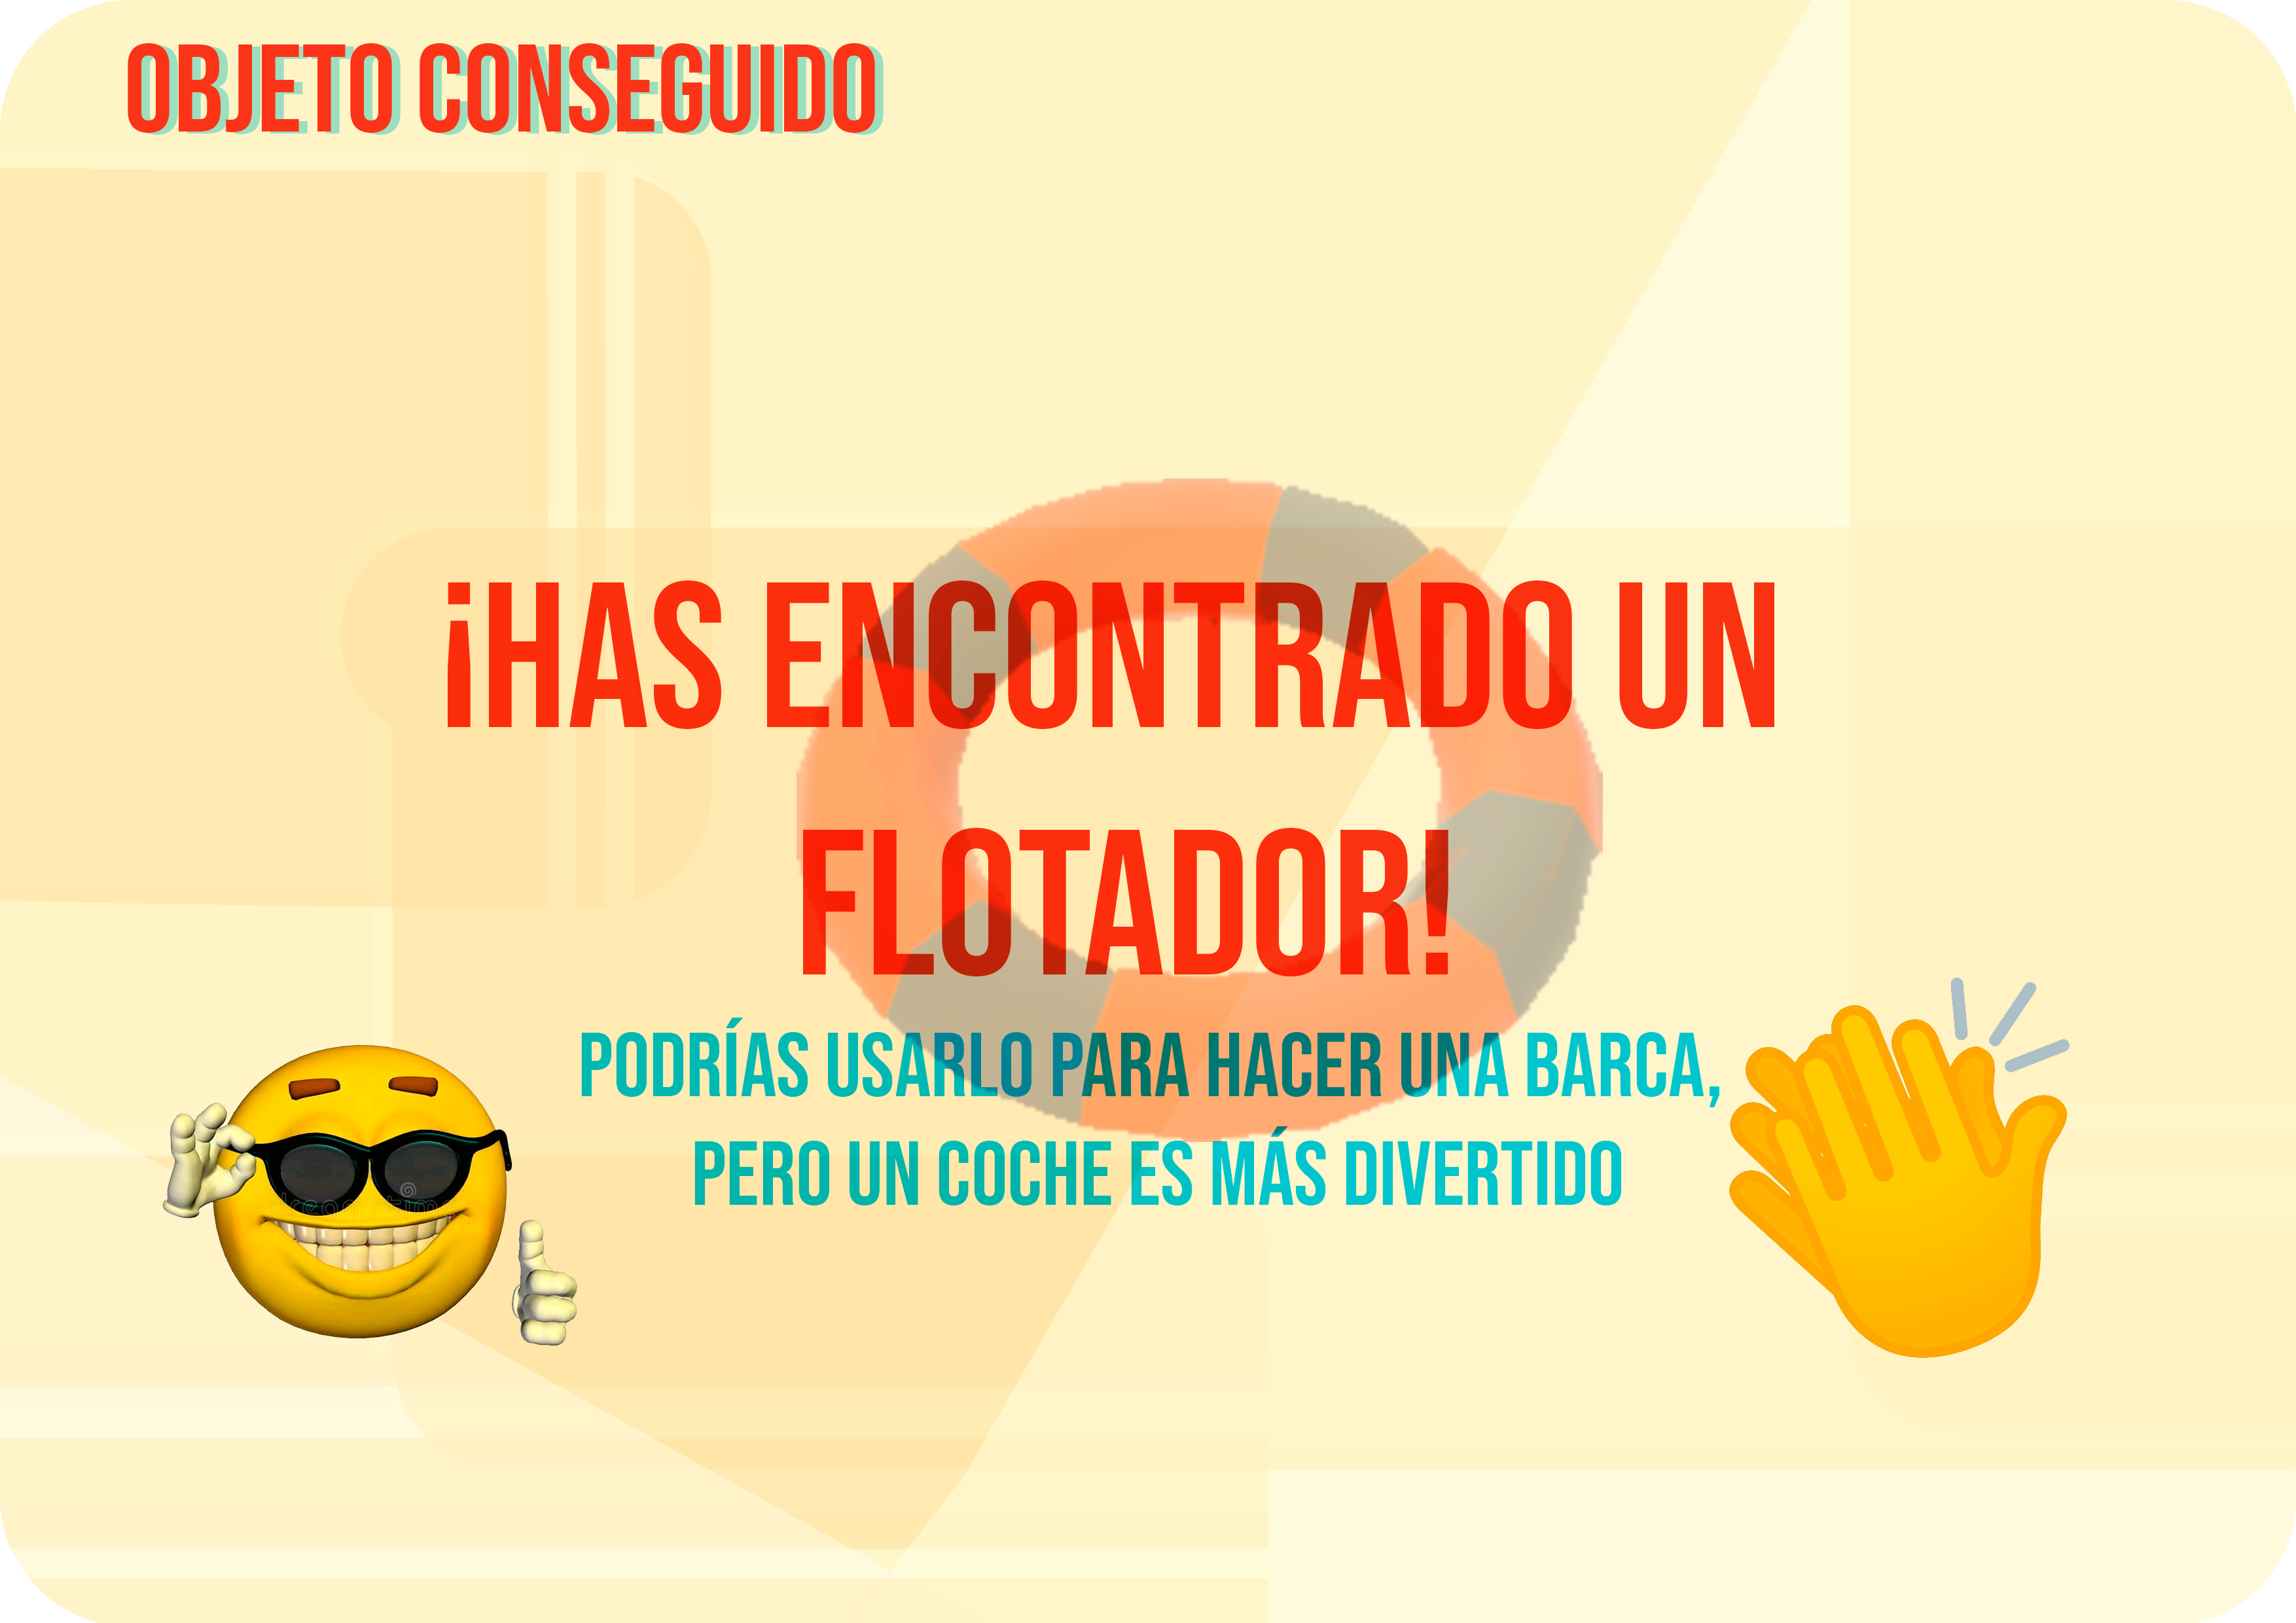 OBJETO CONSEGUIDO
¡HAS ENCONTRADO UN
FLOTADOR!
PODRÍAS USARLO PARA HACER UNA BARCA,
PERO UN COCHE ES MÁS DIVERTIDO